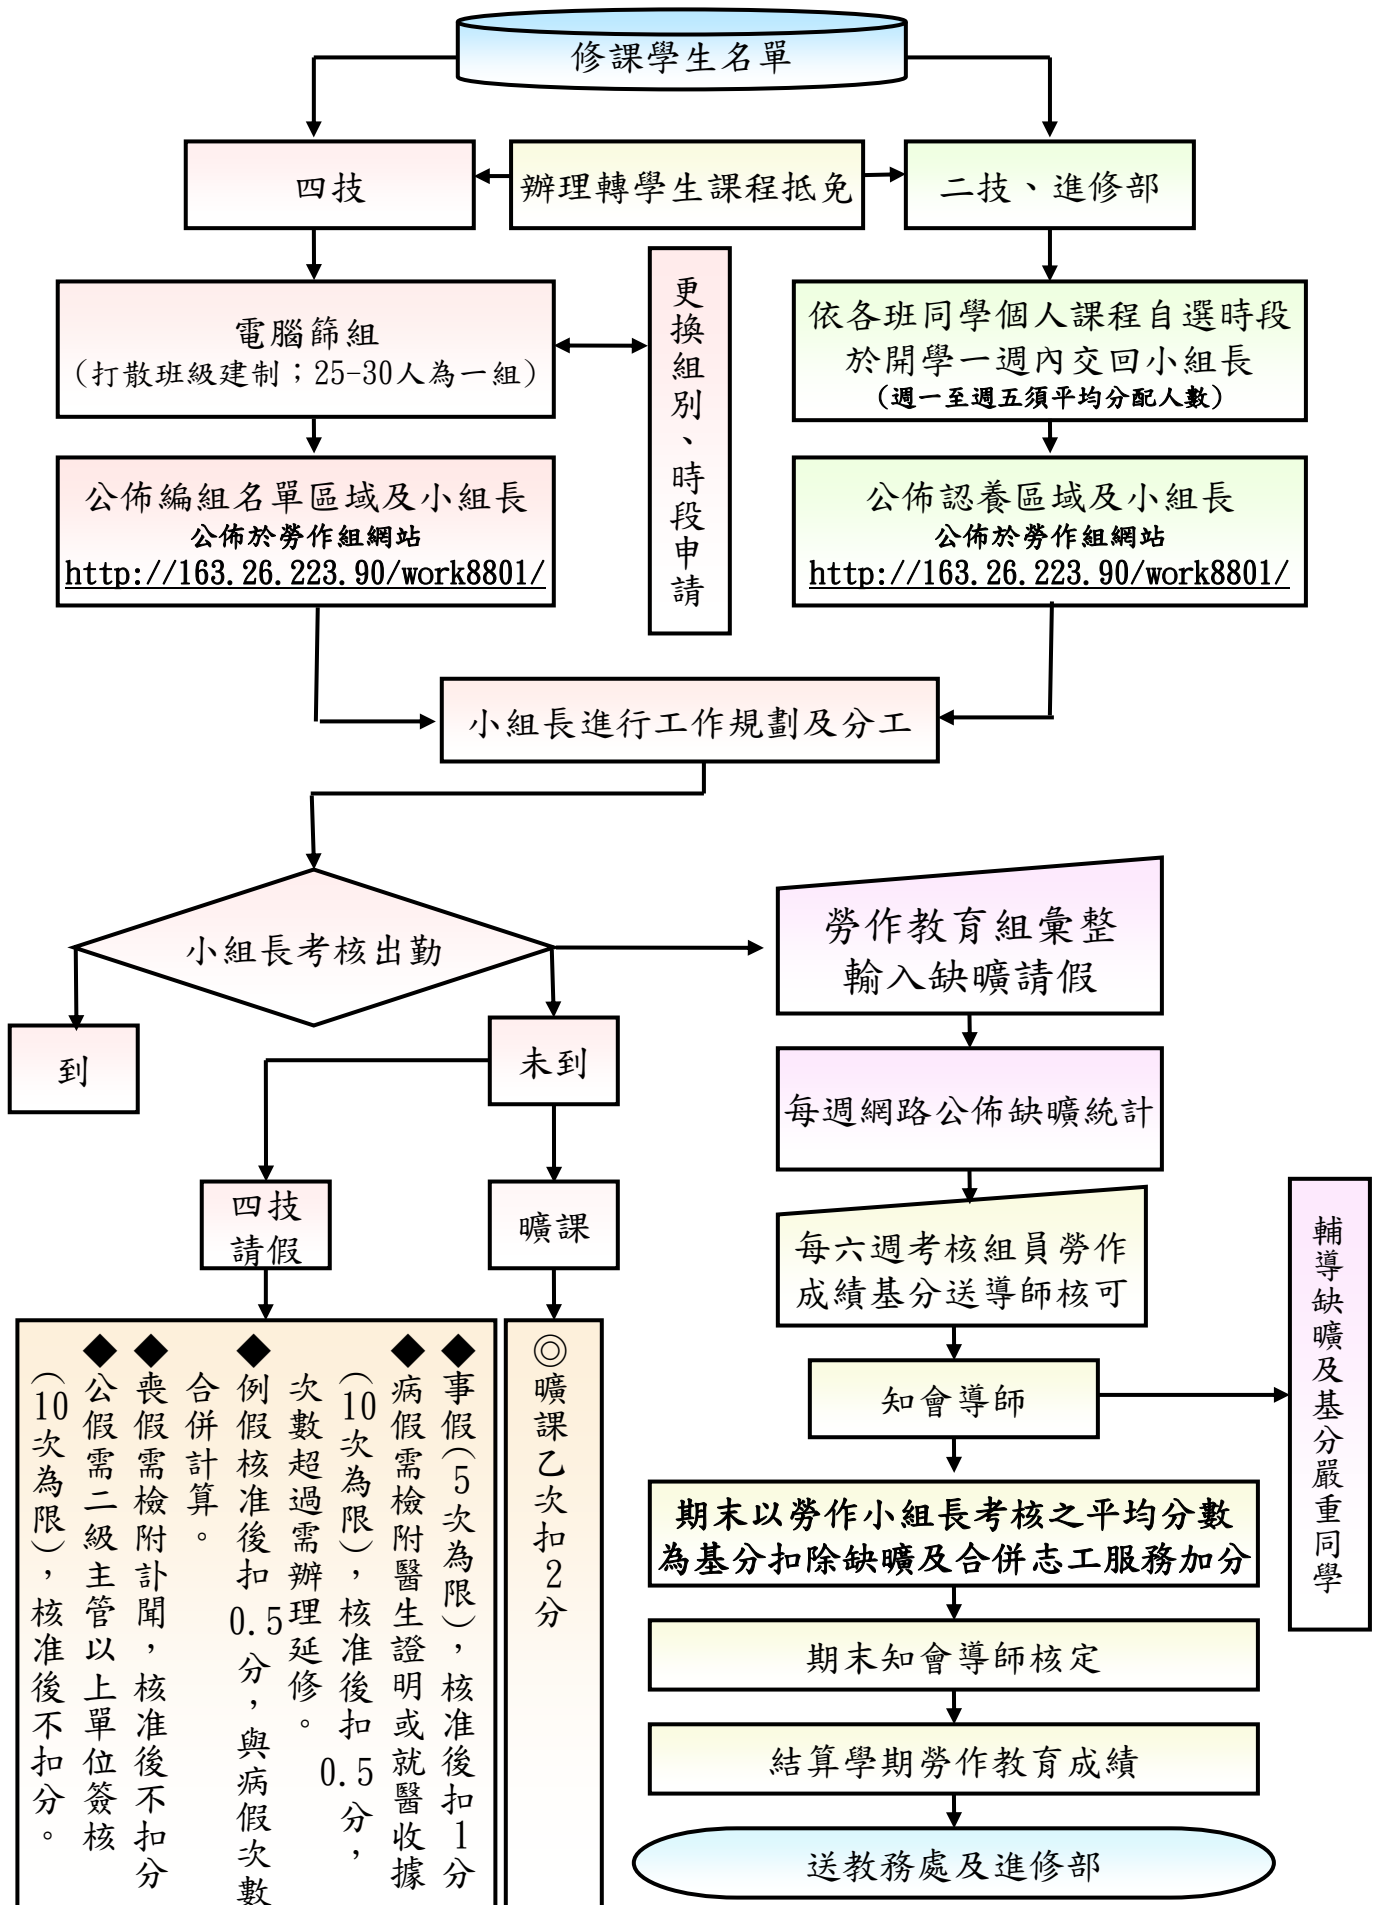 修課學生名單
四技
辦理轉學生課程抵免
二技、進修部
電腦篩組
(打散班級建制；25-30人為一組)
更換組別、時段申請
依各班同學個人課程自選時段
於開學一週內交回小組長
(週一至週五須平均分配人數)
公佈編組名單區域及小組長
公佈於勞作組網站
http://163.26.223.90/work8801/
公佈認養區域及小組長
公佈於勞作組網站
http://163.26.223.90/work8801/
小組長進行工作規劃及分工
小組長考核出勤
勞作教育組彙整
輸入缺曠請假
到
未到
每週網路公佈缺曠統計
四技
請假
曠課
每六週考核組員勞作
成績基分送導師核可
輔導缺曠及基分嚴重同學
知會導師
◆事假(5次為限)，核准後扣1分
◆病假需檢附醫生證明或就醫收據
(10次為限)，核准後扣0.5分，
次數超過需辦理延修。
◆例假核准後扣0.5分，與病假次數
合併計算。
◆喪假需檢附訃聞，核准後不扣分
◆公假需二級主管以上單位簽核
(10次為限)，核准後不扣分。
◎曠課乙次扣2分
期末以勞作小組長考核之平均分數
為基分扣除缺曠及合併志工服務加分
期末知會導師核定
結算學期勞作教育成績
送教務處及進修部